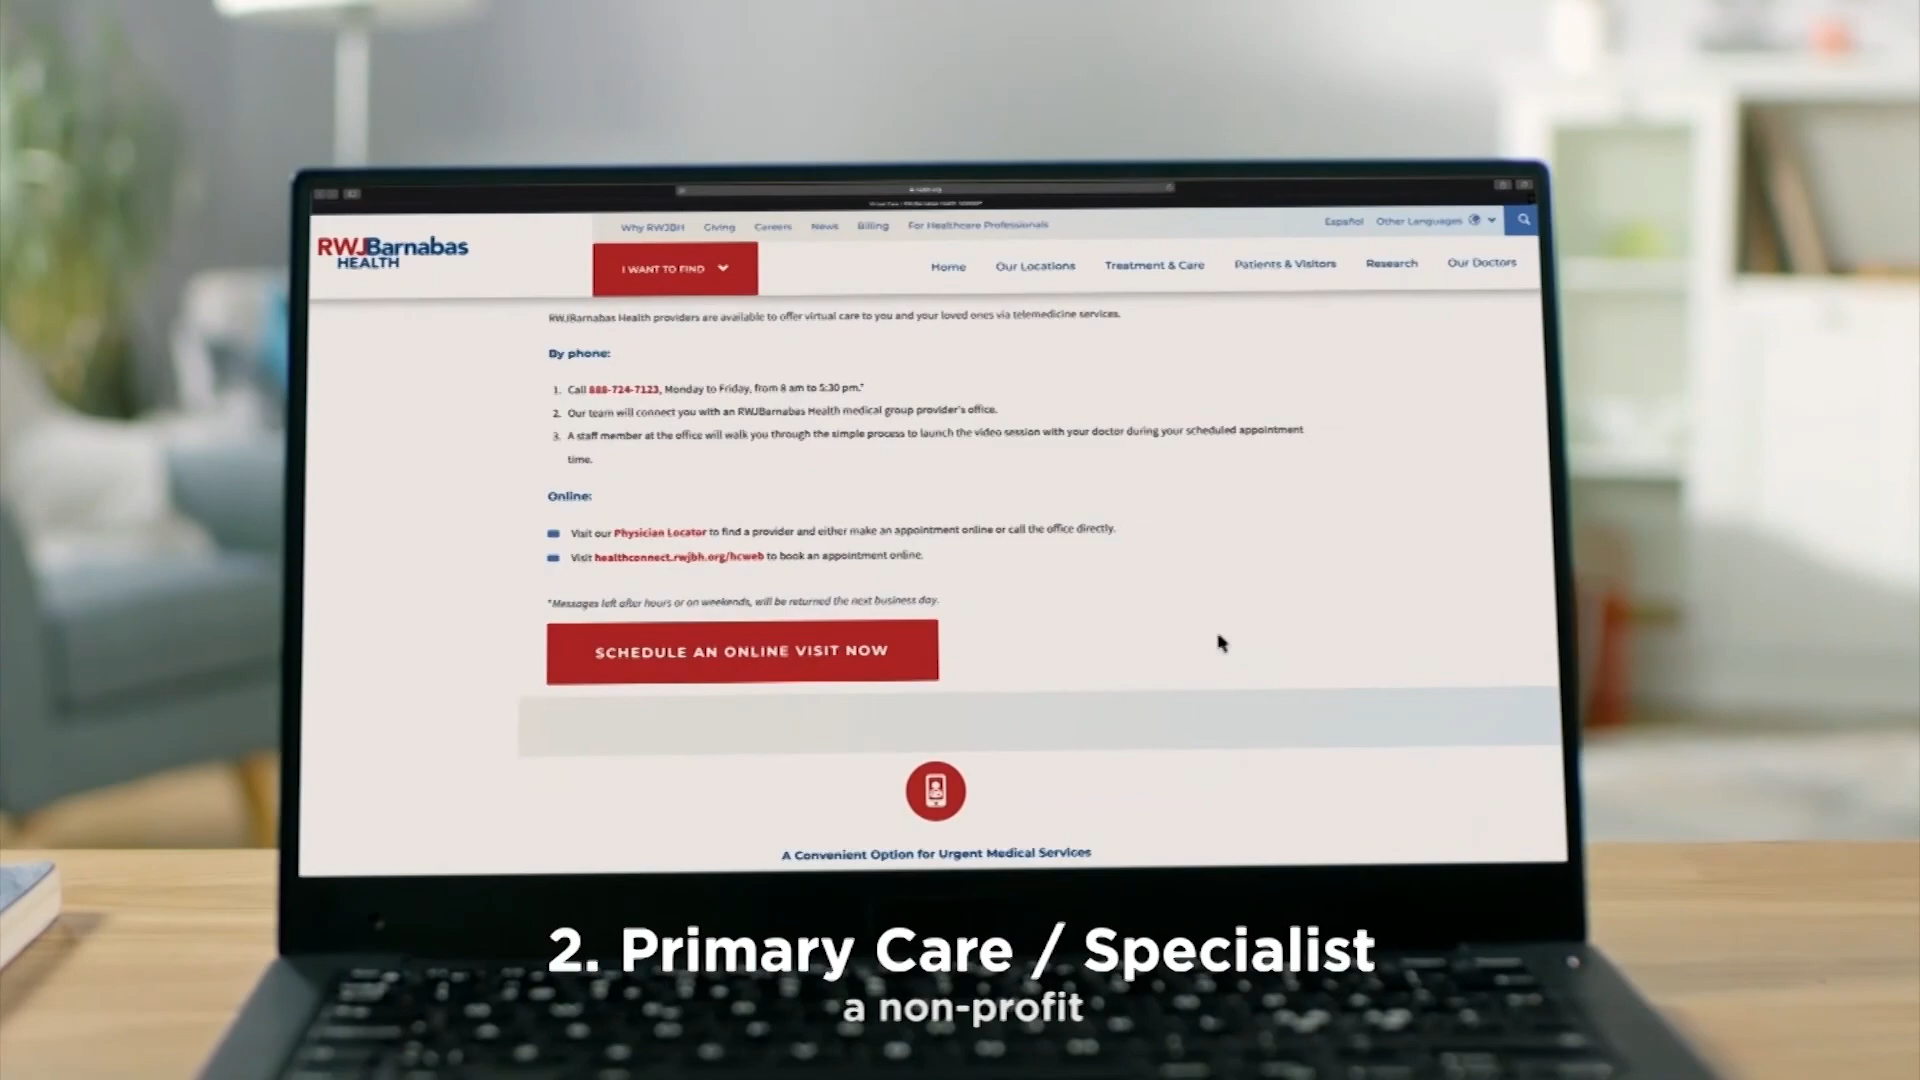 RWJBarnabas
HEALTH
Why RWJBH Giving Careers News Billing For Healthcare Professionals
Español Other Languages
I WANT TO FIND
Home Our Locations Treatment & Care Patients & Visitors Research Our Doctors
RWJBarnabas Health providers are available to offer virtual care to you and your loved ones via telemedicine services.
By phone:
1. Call 888-724-7123, Monday to Friday, from 8 am to 5:30 pm.*
2. Our team will connect you with an RWJBarnabas Health medical group provider's office.
3. A staff member at the office will walk you through the simple process to launch the video session with your doctor during your scheduled appointment
time.
Online:
Visit our Physician Locator to find a provider and either make an appointment online or call the office directly.
Visit healthconnect.rwjbh.org/hcweb to book an appointment online.
*Messages left after hours or on weekends, will be returned the next business day.
SCHEDULE AN ONLINE VISIT NOW
A Convenient Option for Urgent Medical Services
2. Primary Care / Specialist
a non-profit